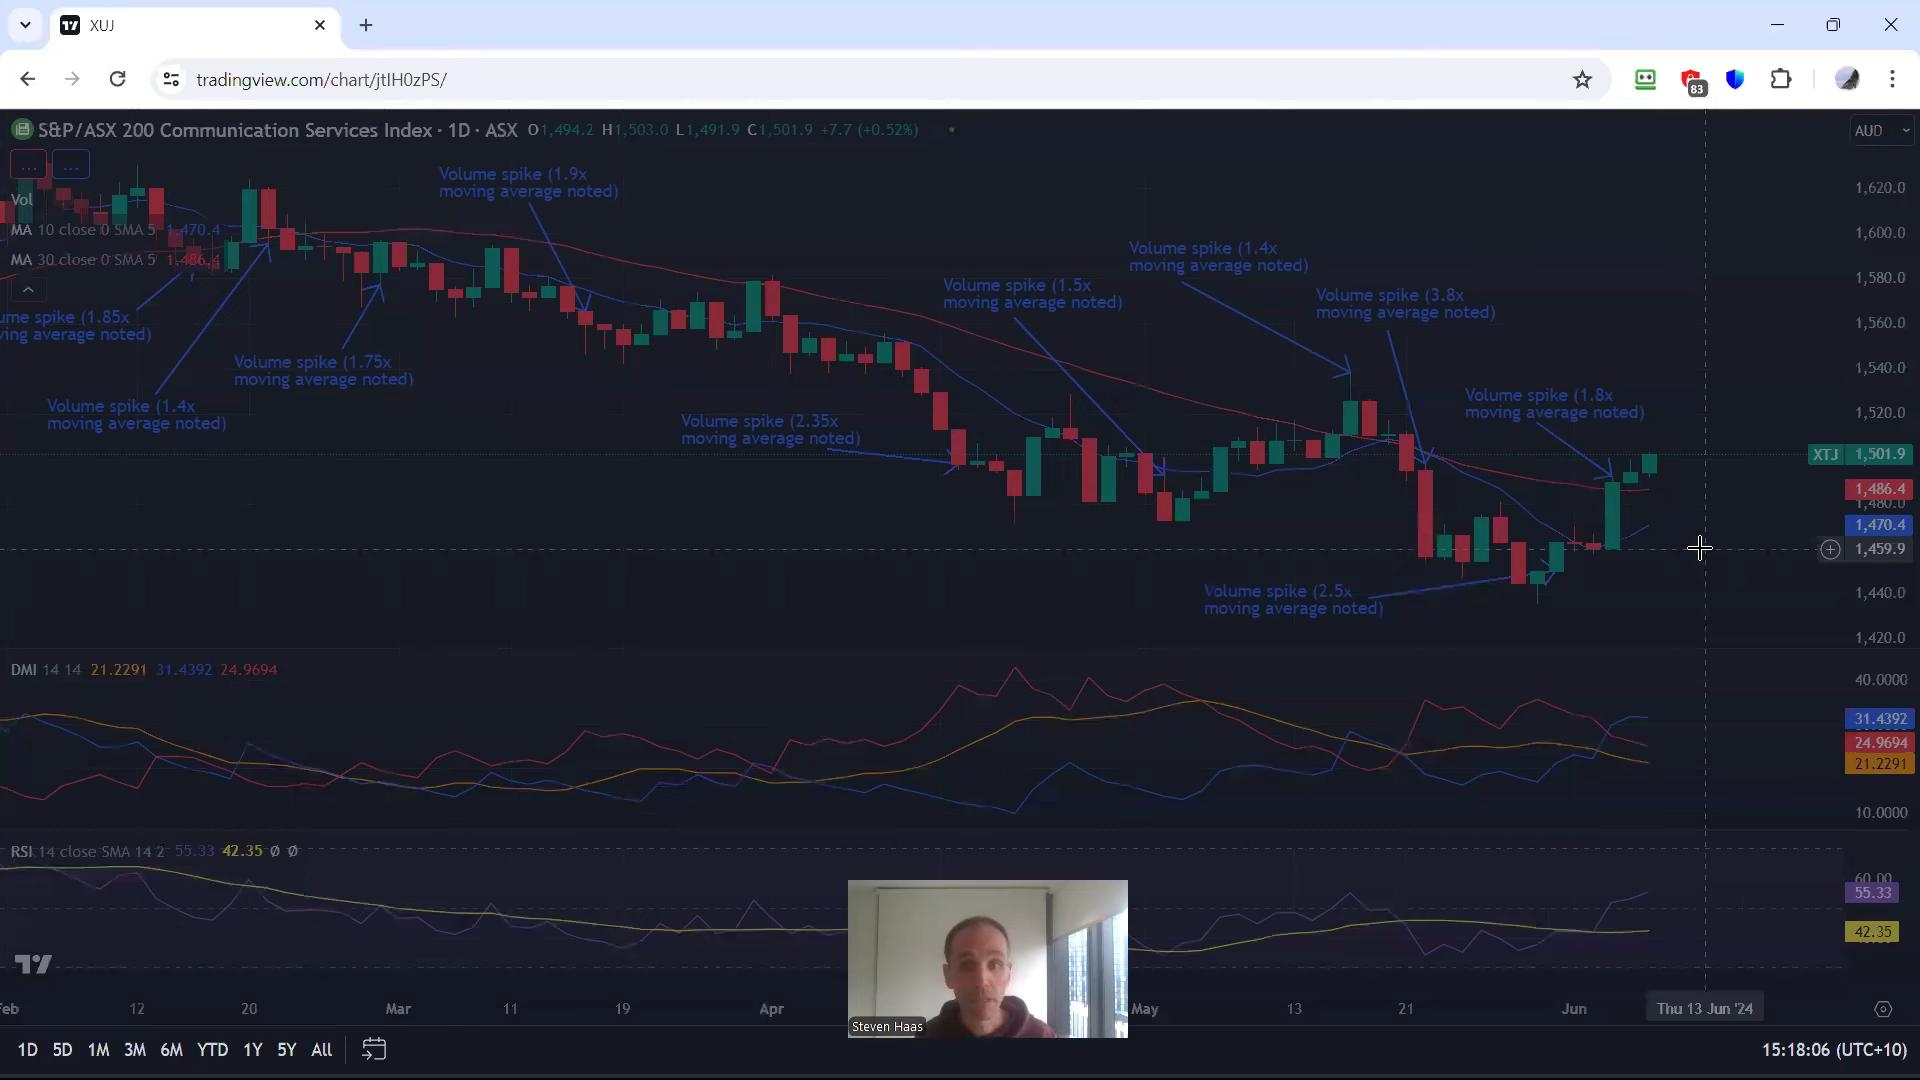 XUJ
tradingview.com/chart/jtIH0zPS/
83
S&P/ASX 200 Communication Services Index · 1D · ASX O1,494.2 H1,503.0 L1,491.9 C1,501.9 +7.7 (+0.52%)
AUD
Vol
MA 10 close 0 SMA 5 1,470.4
MA 30 close 0 SMA 5 1,486.4
Volume spike (1.9x
moving average noted)
Volume spike (1.4x
moving average noted)
Volume spike (1.5x
moving average noted)
Volume spike (3.8x
moving average noted)
ume spike (1.85x
ving average noted)
Volume spike (1.75x
moving average noted)
Volume spike (1.4x
moving average noted)
Volume spike (2.35x
moving average noted)
Volume spike (1.8x
moving average noted)
Volume spike (2.5x
moving average noted)
1,620.0
1,600.0
1,580.0
1,560.0
1,540.0
1,520.0
XTJ 1,501.9
1,486.4
1,480.0
1,470.4
1,459.9
1,440.0
1,420.0
DMI 14 14 21.2291 31.4392 24.9694
40.0000
31.4392
24.9694
21.2291
10.0000
RSI 14 close SMA 14 2 55.33 42.35 Ø Ø
60.00
55.33
42.35
Steven Haas
Feb 12 20 Mar 11 19 Apr May 13 21 Jun Thu 13 Jun '24
1D 5D 1M 3M 6M YTD 1Y 5Y All
15:18:06 (UTC+10)